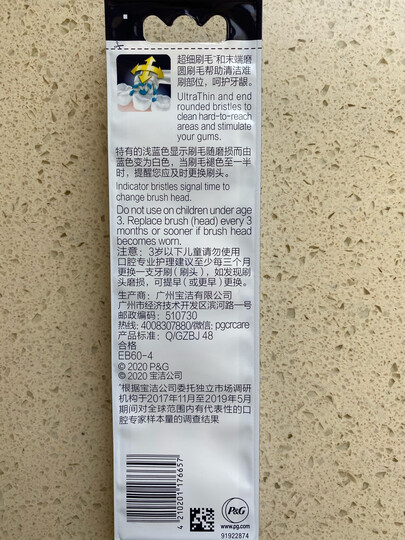 超细刷毛*和末端磨
圆刷毛帮助清洁难
刷部位，呵护牙龈。
UltraThin and end
rounded bristles to
clean hard-to-reach
areas and stimulate
your gums.
特有的浅蓝色显示刷毛随磨损而由
蓝色变为白色，当刷毛褪色至一半
时，提醒您应及时更换刷头。
Indicator bristles signal time to
change brush head.
Do not use on children under age
3. Replace brush (head) every 3
months or sooner if brush head
becomes worn.
注意：3岁以下儿童请勿使用
口腔专业护理建议至少每三个月
更换一支牙刷（刷头），如发现刷
头磨损，可提早（或更早）更换。
生产商：广州宝洁有限公司
广州市经济技术开发区滨河路一号
邮政编码：510730
热线: 4008307880/微信: pgcrcare
产品标准：Q/GZBJ 48
合格
EB60-4
© 2020 P&G
© 2020 宝洁公司
*根据宝洁公司委托独立市场调研
机构于2017年11月至2019年5月
期间对全球范围内有代表性的口
腔专家样本量的调查结果
4 210201 176657
P&G
www.pg.com
91922874